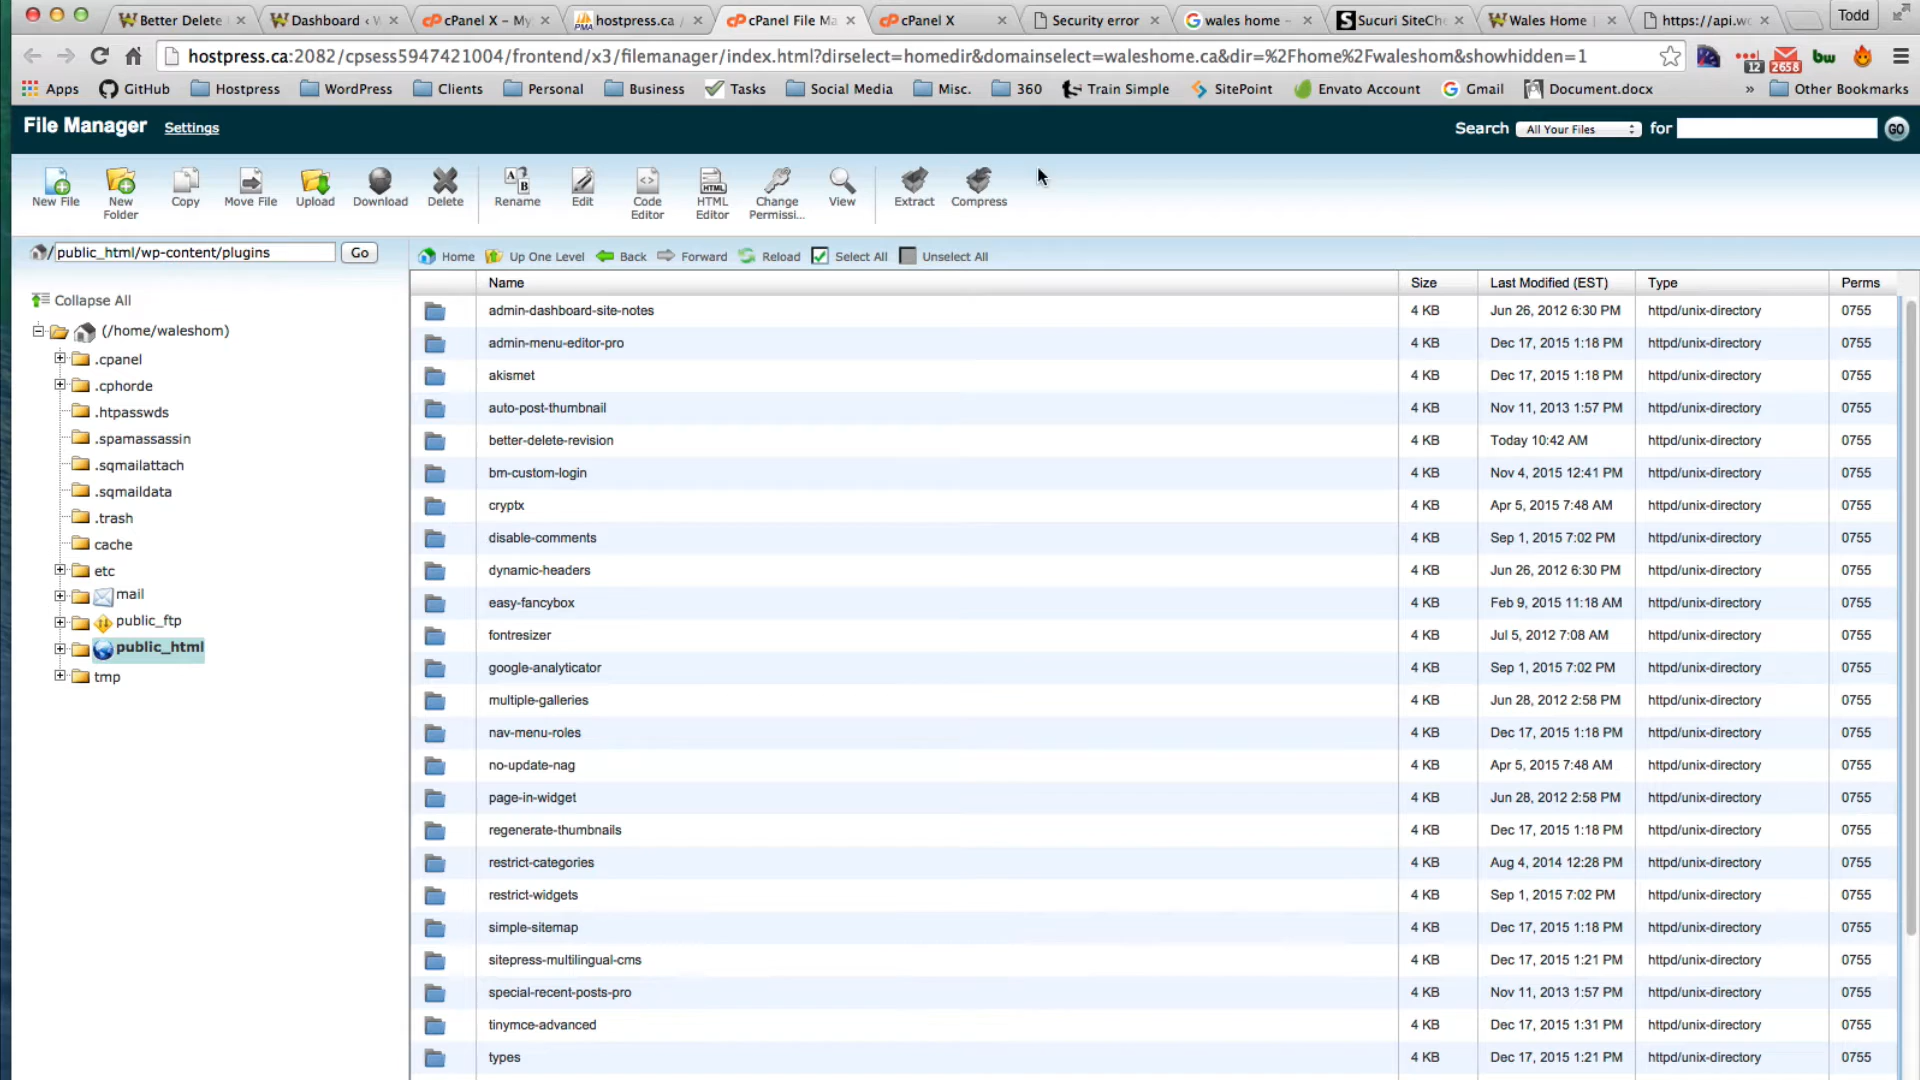 Better Delete
Dashboard ‹ W
cPanel X – My
hostpress.ca /
cPanel File Ma
cPanel X
Security error
wales home -
Sucuri SiteChe
Wales Home |
https://api.wo
Todd
hostpress.ca:2082/cpsess5947421004/frontend/x3/filemanager/index.html?dirselect=homedir&domainselect=waleshome.ca&dir=%2Fhome%2Fwaleshom&showhidden=1
12
2658
bw
Apps GitHub Hostpress WordPress Clients Personal Business Tasks Social Media Misc. 360 Train Simple SitePoint Envato Account Gmail Document.docx » Other Bookmarks
File Manager Settings
Search All Your Files for GO
New File
New Folder
Copy
Move File
Upload
Download
Delete
Rename
Edit
Code Editor
HTML Editor
Change Permissi...
View
Extract
Compress
/ public_html/wp-content/plugins Go
Home Up One Level Back Forward Reload Select All Unselect All
Collapse All
(/home/waleshom)
.cpanel
.cphorde
.htpasswds
.spamassassin
.sqmailattach
.sqmaildata
.trash
cache
etc
mail
public_ftp
public_html
tmp
Name Size Last Modified (EST) Type Perms
admin-dashboard-site-notes 4 KB Jun 26, 2012 6:30 PM httpd/unix-directory 0755
admin-menu-editor-pro 4 KB Dec 17, 2015 1:18 PM httpd/unix-directory 0755
akismet 4 KB Dec 17, 2015 1:18 PM httpd/unix-directory 0755
auto-post-thumbnail 4 KB Nov 11, 2013 1:57 PM httpd/unix-directory 0755
better-delete-revision 4 KB Today 10:42 AM httpd/unix-directory 0755
bm-custom-login 4 KB Nov 4, 2015 12:41 PM httpd/unix-directory 0755
cryptx 4 KB Apr 5, 2015 7:48 AM httpd/unix-directory 0755
disable-comments 4 KB Sep 1, 2015 7:02 PM httpd/unix-directory 0755
dynamic-headers 4 KB Jun 26, 2012 6:30 PM httpd/unix-directory 0755
easy-fancybox 4 KB Feb 9, 2015 11:18 AM httpd/unix-directory 0755
fontresizer 4 KB Jul 5, 2012 7:08 AM httpd/unix-directory 0755
google-analyticator 4 KB Sep 1, 2015 7:02 PM httpd/unix-directory 0755
multiple-galleries 4 KB Jun 28, 2012 2:58 PM httpd/unix-directory 0755
nav-menu-roles 4 KB Dec 17, 2015 1:18 PM httpd/unix-directory 0755
no-update-nag 4 KB Apr 5, 2015 7:48 AM httpd/unix-directory 0755
page-in-widget 4 KB Jun 28, 2012 2:58 PM httpd/unix-directory 0755
regenerate-thumbnails 4 KB Dec 17, 2015 1:18 PM httpd/unix-directory 0755
restrict-categories 4 KB Aug 4, 2014 12:28 PM httpd/unix-directory 0755
restrict-widgets 4 KB Sep 1, 2015 7:02 PM httpd/unix-directory 0755
simple-sitemap 4 KB Dec 17, 2015 1:18 PM httpd/unix-directory 0755
sitepress-multilingual-cms 4 KB Dec 17, 2015 1:21 PM httpd/unix-directory 0755
special-recent-posts-pro 4 KB Nov 11, 2013 1:57 PM httpd/unix-directory 0755
tinymce-advanced 4 KB Dec 17, 2015 1:31 PM httpd/unix-directory 0755
types 4 KB Dec 17, 2015 1:21 PM httpd/unix-directory 0755